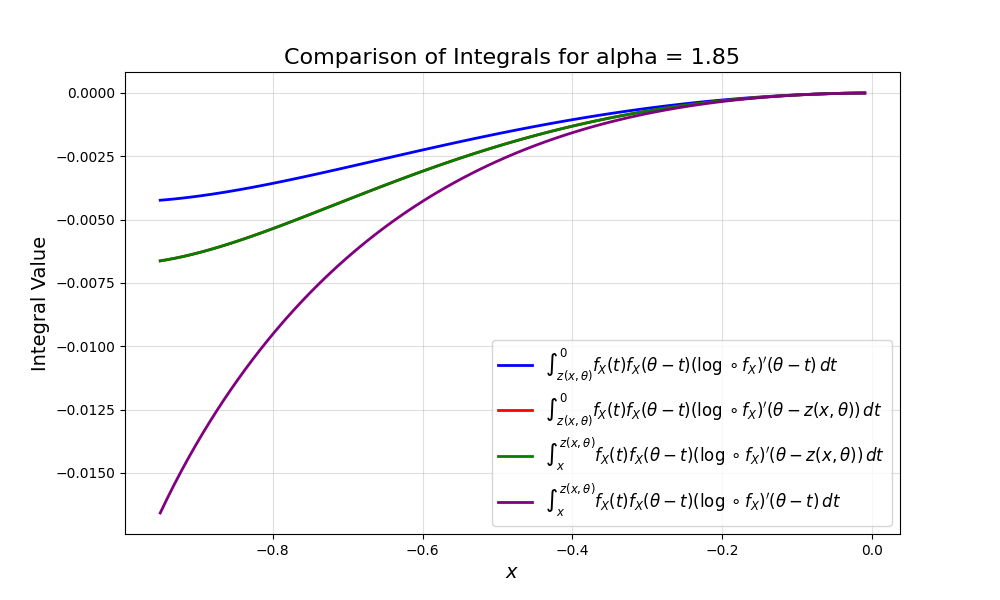 Comparison of Integrals for alpha = 1.85
Integral Value
0.0000
−0.0025
−0.0050
−0.0075
−0.0100
−0.0125
−0.0150
∫_{z(x, θ)}^{0} f_X(t)f_X(θ − t)(log ∘ f_X)′(θ − t) dt
∫_{z(x, θ)}^{0} f_X(t)f_X(θ − t)(log ∘ f_X)′(θ − z(x, θ)) dt
∫_{x}^{z(x, θ)} f_X(t)f_X(θ − t)(log ∘ f_X)′(θ − z(x, θ)) dt
∫_{x}^{z(x, θ)} f_X(t)f_X(θ − t)(log ∘ f_X)′(θ − t) dt
−0.8 −0.6 −0.4 −0.2 0.0
x